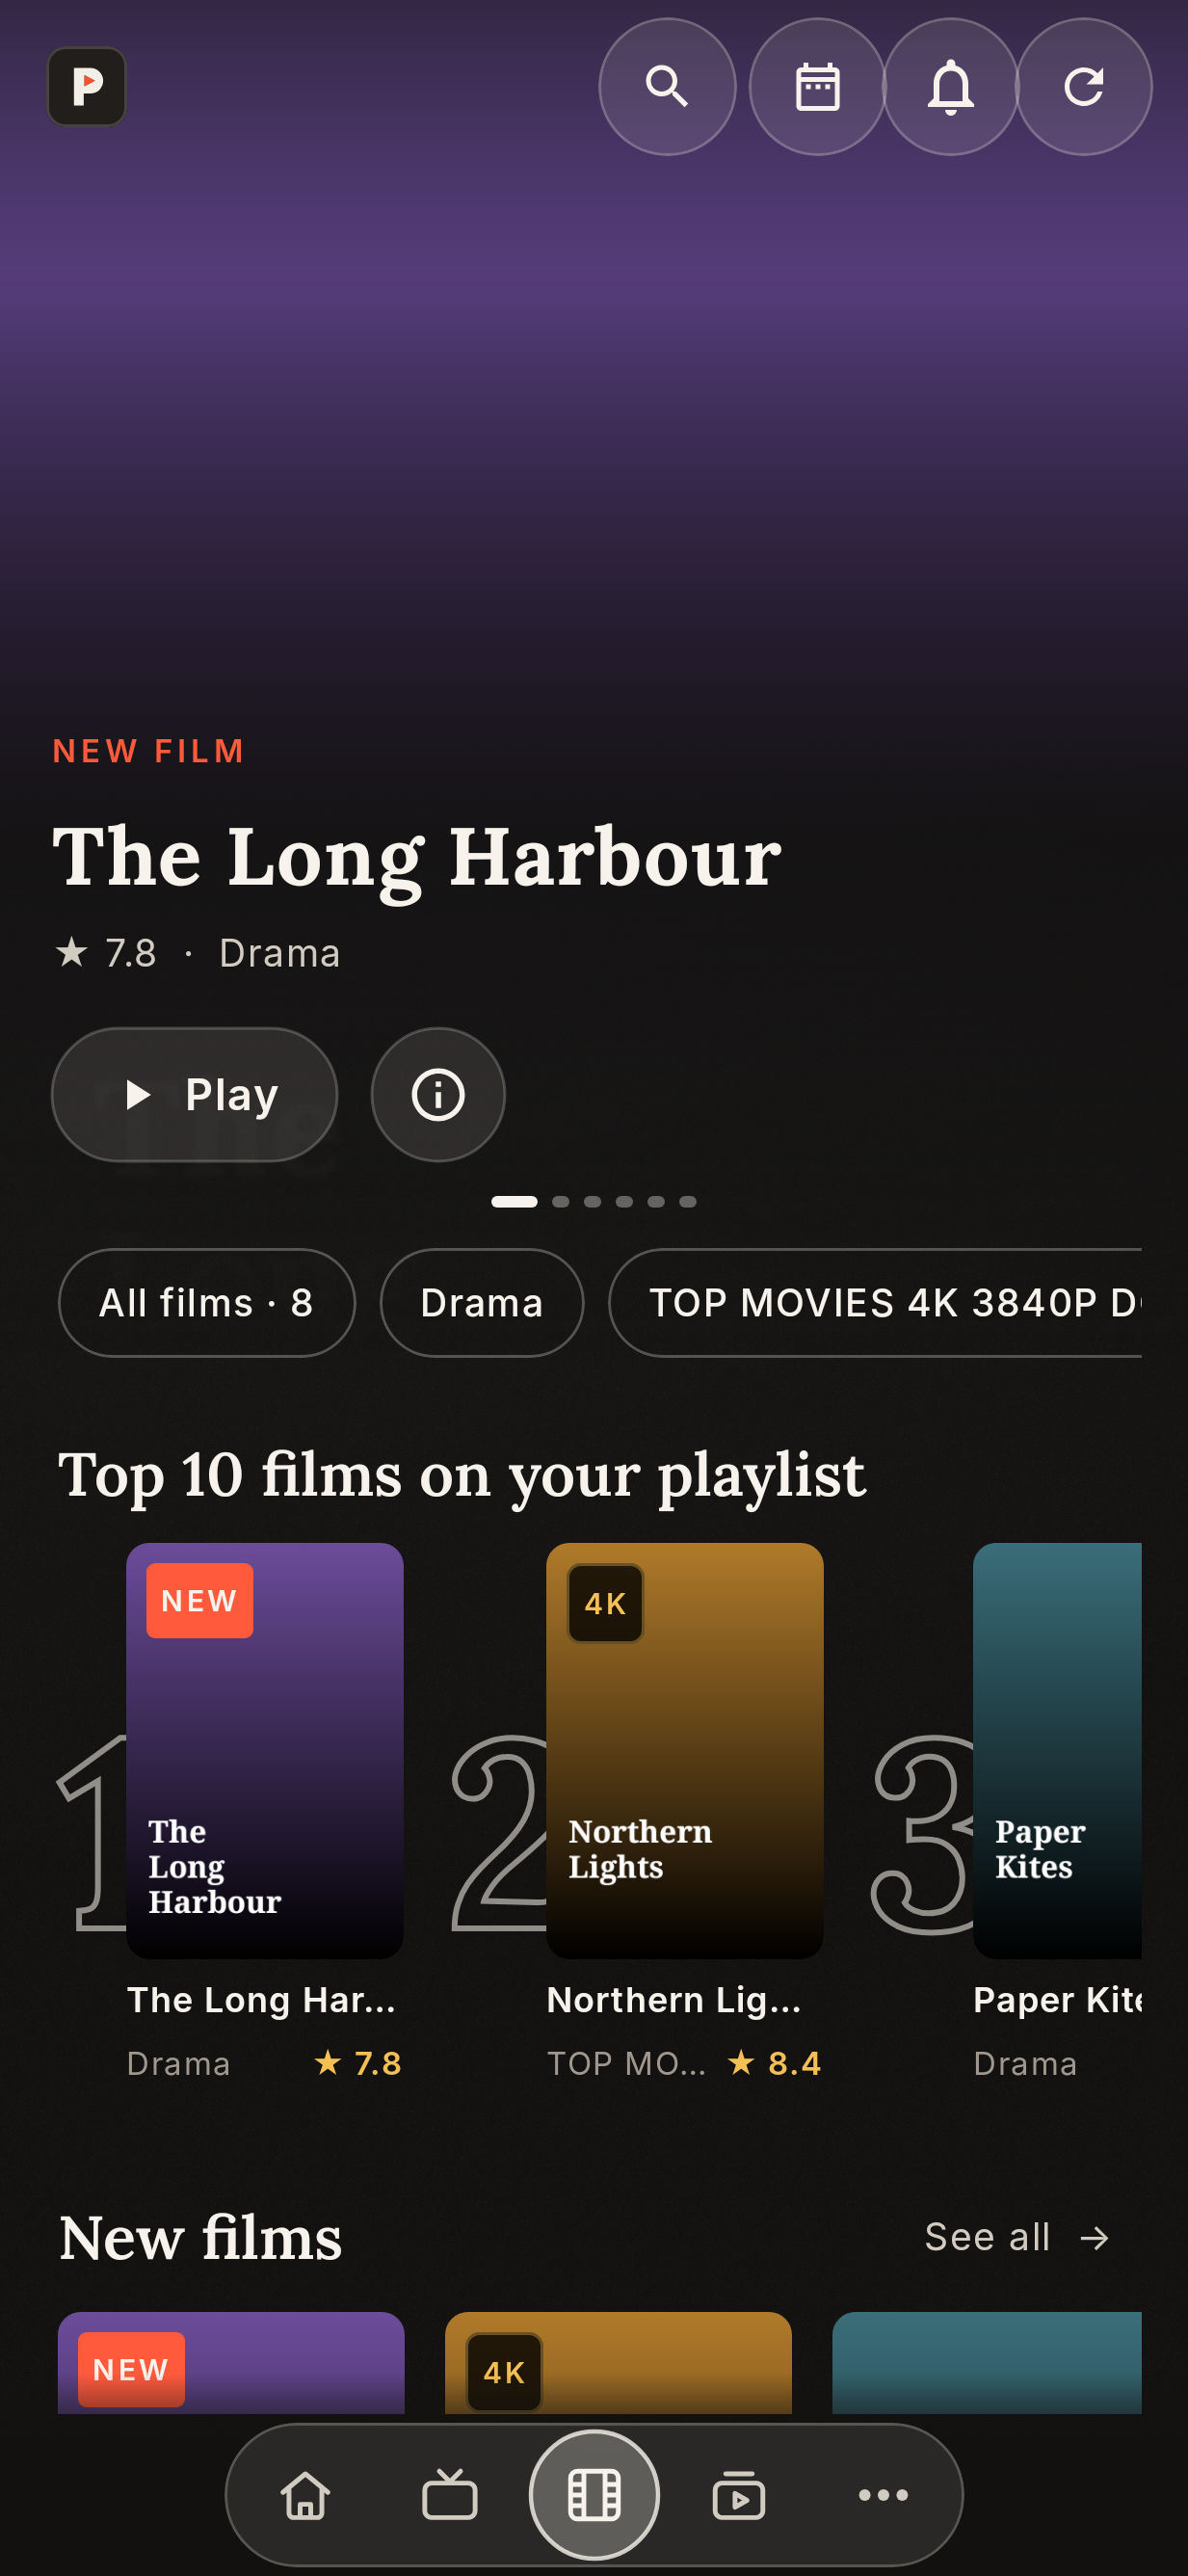 P
NEW FILM
The Long Harbour
★ 7.8 · Drama
Play
All films · 8
Drama
TOP MOVIES 4K 3840P
Top 10 films on your playlist
1
NEW
The
Long
Harbour
The Long Har...
Drama ★ 7.8
2
4K
Northern
Lights
Northern Lig...
TOP MO... ★ 8.4
3
Paper
Kites
Paper Kite
Drama
New films
See all →
NEW
4K